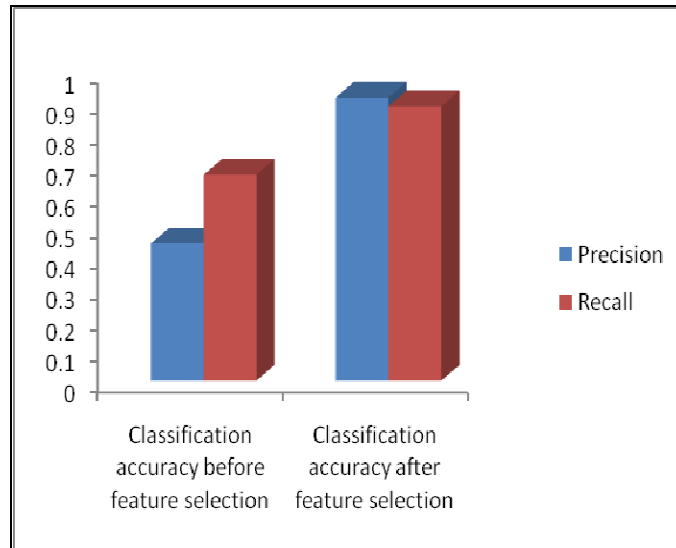 1
0.9
0.8
0.7
0.6
0.5
0.4
0.3
0.2
0.1
0
Classification
accuracy before
feature selection
Classification
accuracy after
feature selection
Precision
Recall